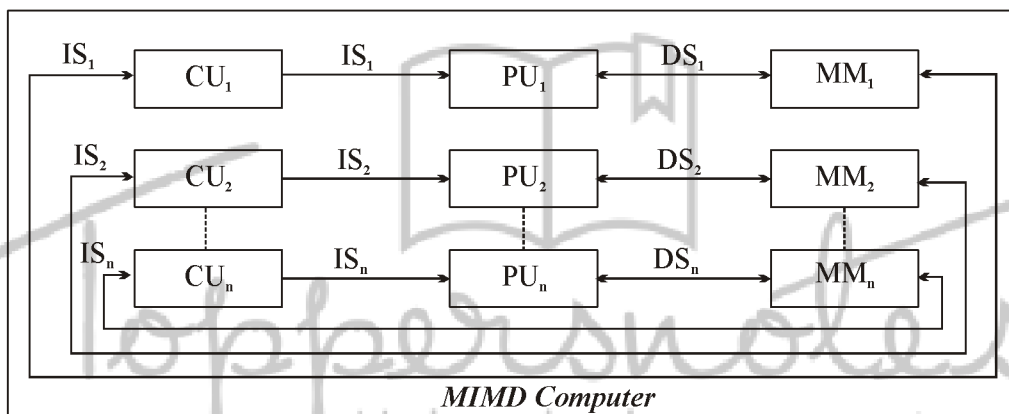 IS₁ CU₁ IS₁ PU₁ DS₁ MM₁
IS₂ CU₂ IS₂ PU₂ DS₂ MM₂
ISₙ CUₙ ISₙ PUₙ DSₙ MMₙ
Toppersnotes
MIMD Computer